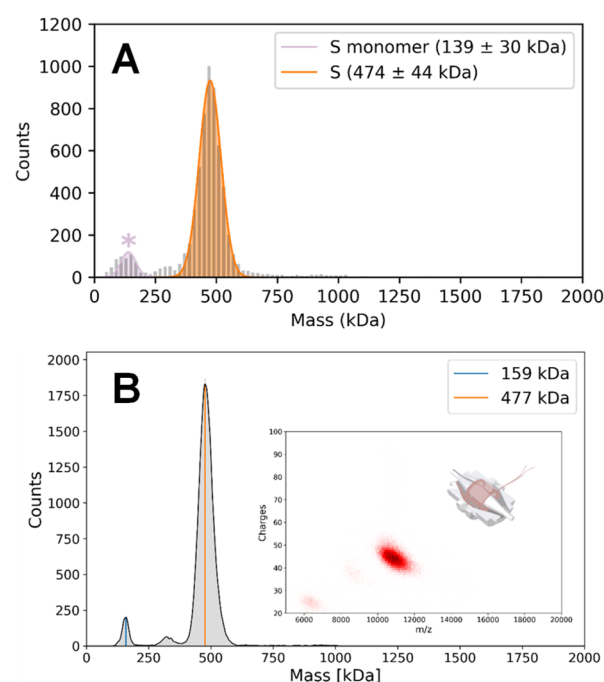 A
S monomer (139 ± 30 kDa)
S (474 ± 44 kDa)
*
Counts
1200
1000
800
600
400
200
0
0 250 500 750 1000 1250 1500 1750 2000
Mass (kDa)
B
159 kDa
477 kDa
Counts
2000
1750
1500
1250
1000
750
500
250
0
Charges
100
90
80
70
60
50
40
30
20
6000 8000 10000 12000 14000 16000 18000 20000
m/z
0 250 500 750 1000 1250 1500 1750 2000
Mass [kDa]